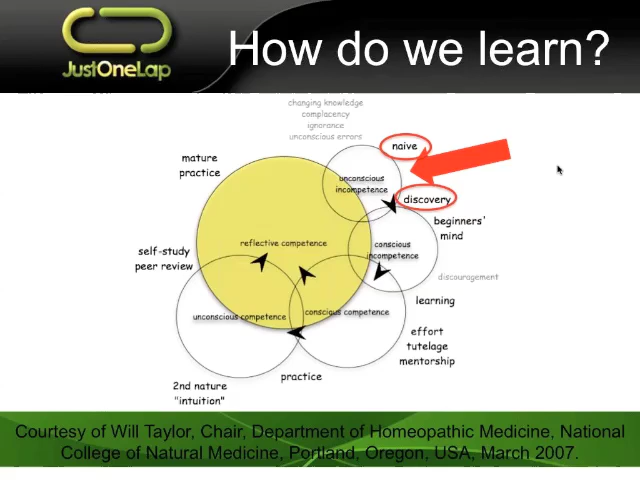 JustOneLap
How do we learn?
changing knowledge
complacency
ignorance
unconscious errors
naive
mature
practice
unconscious
incompetence
discovery
beginners'
mind
reflective competence
conscious
incompetence
self-study
peer review
discouragement
learning
unconscious competence
conscious competence
effort
tutelage
mentorship
practice
2nd nature
"intuition"
Courtesy of Will Taylor, Chair, Department of Homeopathic Medicine, National
College of Natural Medicine, Portland, Oregon, USA, March 2007.